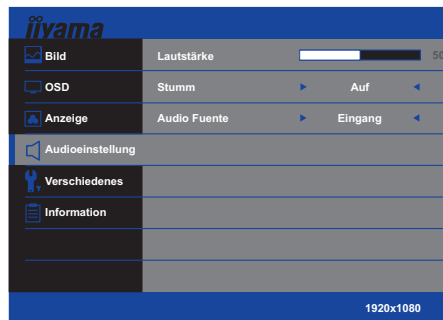 iiyama
Bild
Lautstärke 50
OSD
Stumm Auf
Anzeige
Audio Fuente Eingang
Audioeinstellung
Verschiedenes
Information
1920x1080